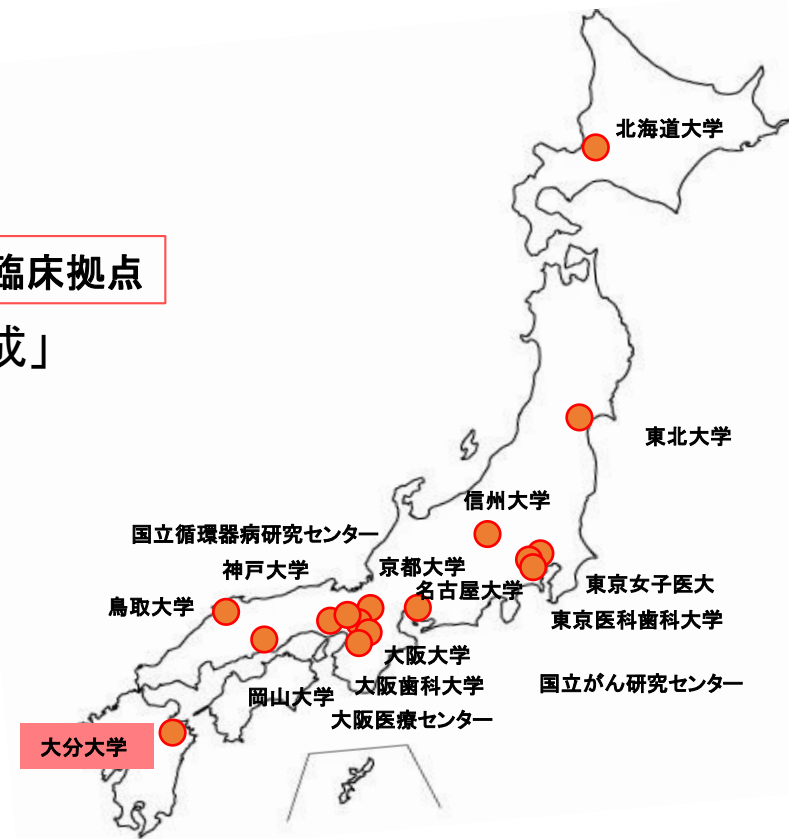 北海道大学
臨床拠点
成」
東北大学
信州大学
国立循環器病研究センター
神戸大学
京都大学
名古屋大学
東京女子医大
鳥取大学
東京医科歯科大学
大阪大学
岡山大学
大阪歯科大学
国立がん研究センター
大阪医療センター
大分大学